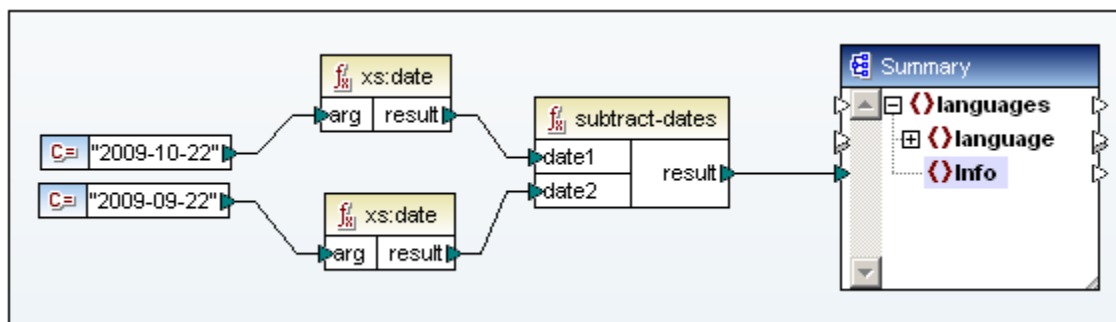 xs:date
arg result
"2009-10-22"
"2009-09-22"
xs:date
arg result
subtract-dates
date1
date2
result
Summary
languages
language
Info